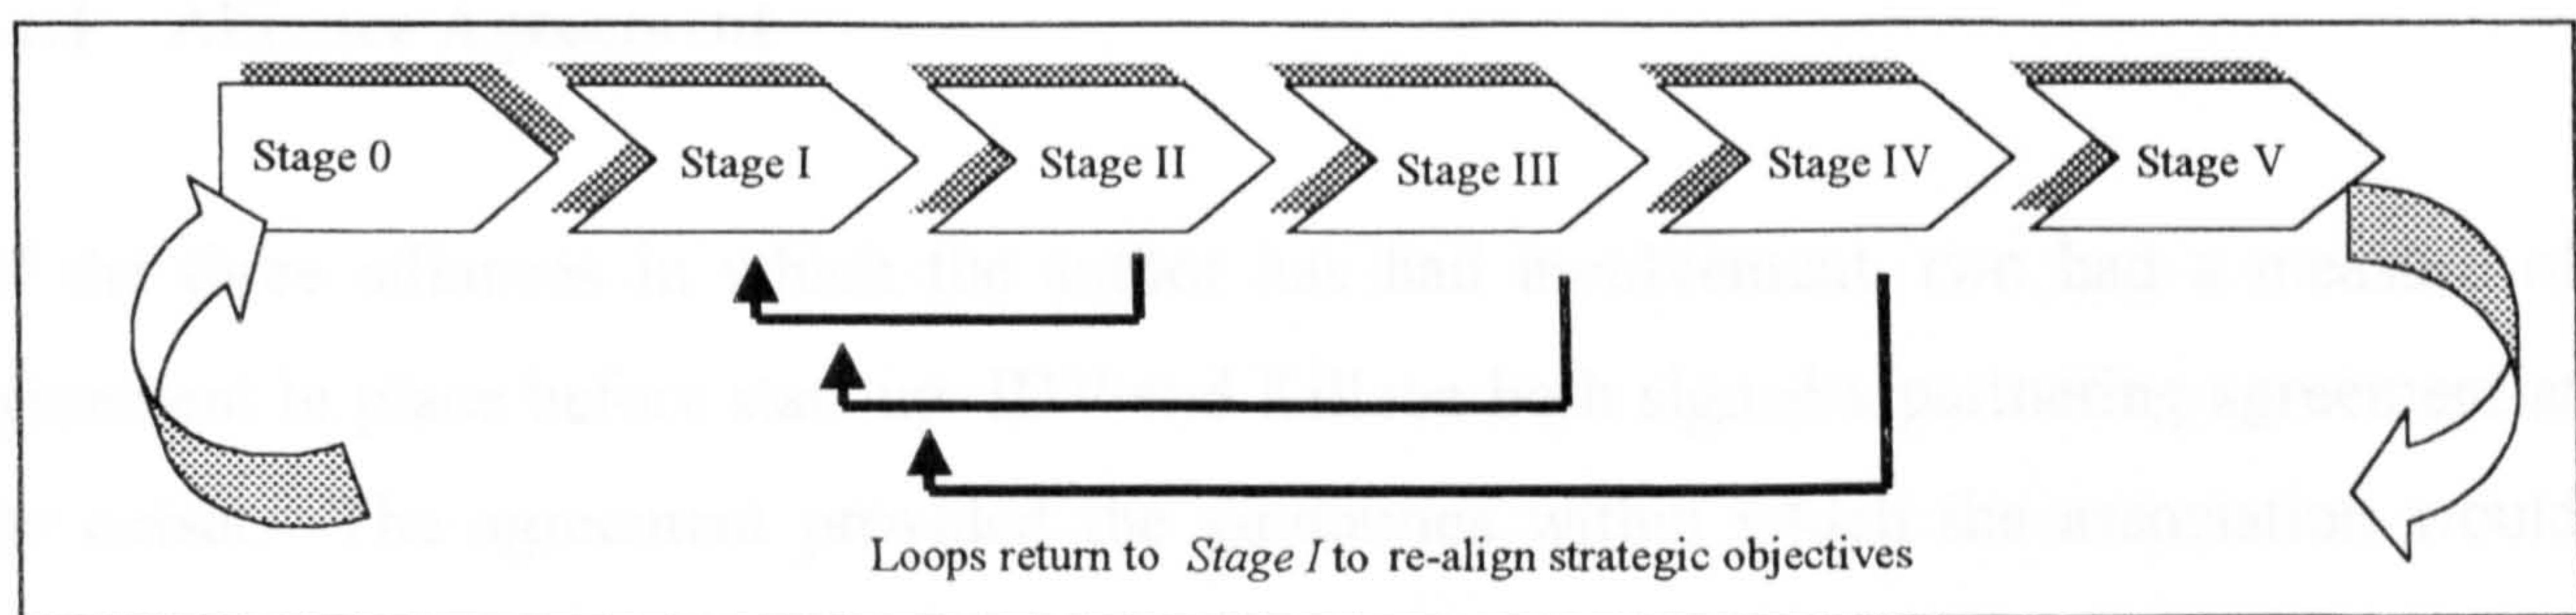 Stage 0
Stage I
Stage II
Stage III
Stage IV
Stage V
Loops return to Stage I to re-align strategic objectives